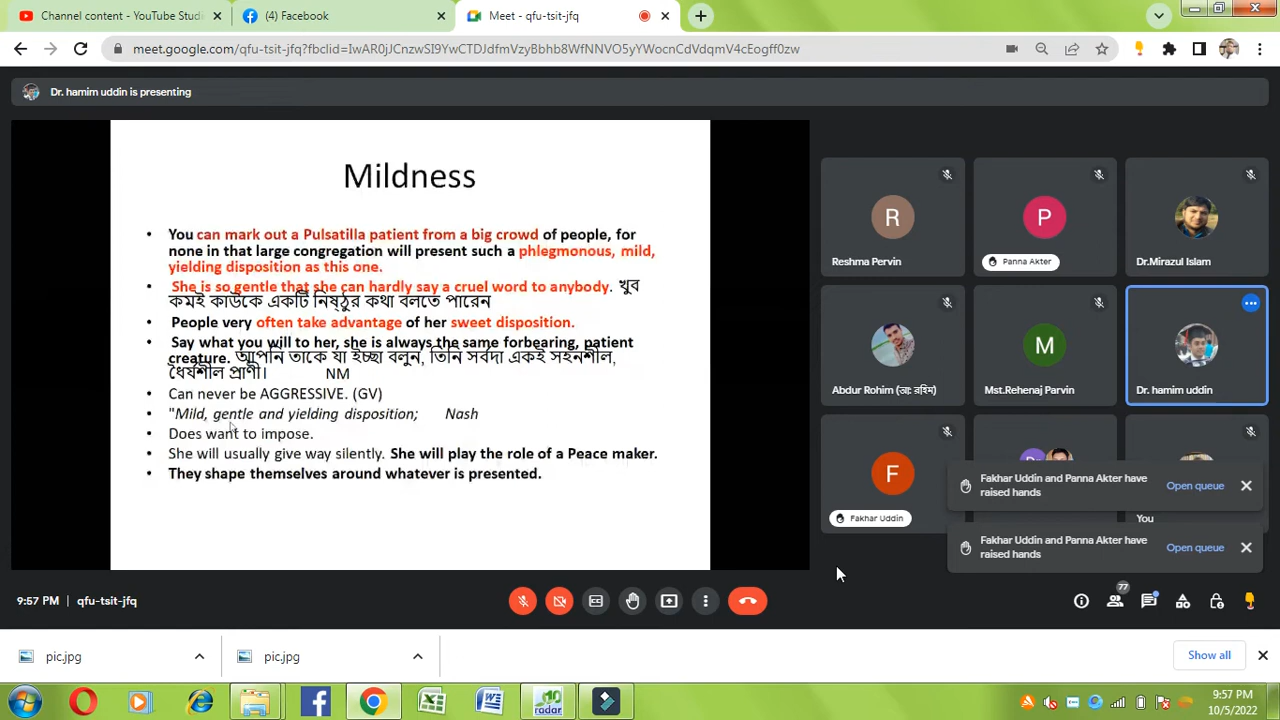 Channel content - YouTube Stud
(4) Facebook
Meet - qfu-tsit-jfq
meet.google.com/qfu-tsit-jfq?fbclid=IwAR0jJCnzwSI9YwCTDJdfmVzyBbhb8WfNNVO5yYWocnCdVdqmV4cEogff0zw
Dr. hamim uddin is presenting
Mildness
• You can mark out a Pulsatilla patient from a big crowd of people, for
none in that large congregation will present such a phlegmonous, mild,
yielding disposition as this one.
• She is so gentle that she can hardly say a cruel word to anybody. খুব
কমই কাউকে একটি নিষ্ঠুর কথা বলতে পারেন
• People very often take advantage of her sweet disposition.
• Say what you will to her, she is always the same forbearing, patient
creature. আপনি তাকে যা ইচ্ছা বলুন, তিনি সর্বদা একই সহনশীল,
ধৈর্যশীল প্রাণী। NM
• Can never be AGGRESSIVE. (GV)
• "Mild, gentle and yielding disposition; Nash
• Does want to impose.
• She will usually give way silently. She will play the role of a Peace maker.
• They shape themselves around whatever is presented.
R
Reshma Pervin
P
Panna Akter
Dr.Mirazul Islam
Abdur Rohim (ডা: রহিম)
M
Mst.Rehenaj Parvin
Dr. hamim uddin
F
Fakhar Uddin
Fakhar Uddin and Panna Akter have
raised hands
Open queue
You
Fakhar Uddin and Panna Akter have
raised hands
Open queue
9:57 PM | qfu-tsit-jfq
77
pic.jpg
pic.jpg
Show all
10
radar
9:57 PM
10/5/2022